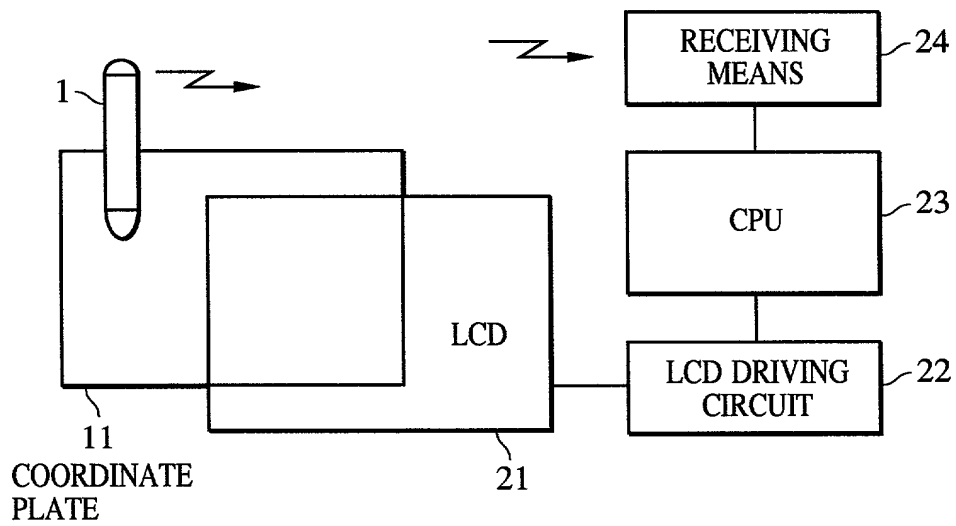 1
RECEIVING
MEANS
24
CPU
23
LCD
LCD DRIVING
CIRCUIT
22
11
COORDINATE
PLATE
21